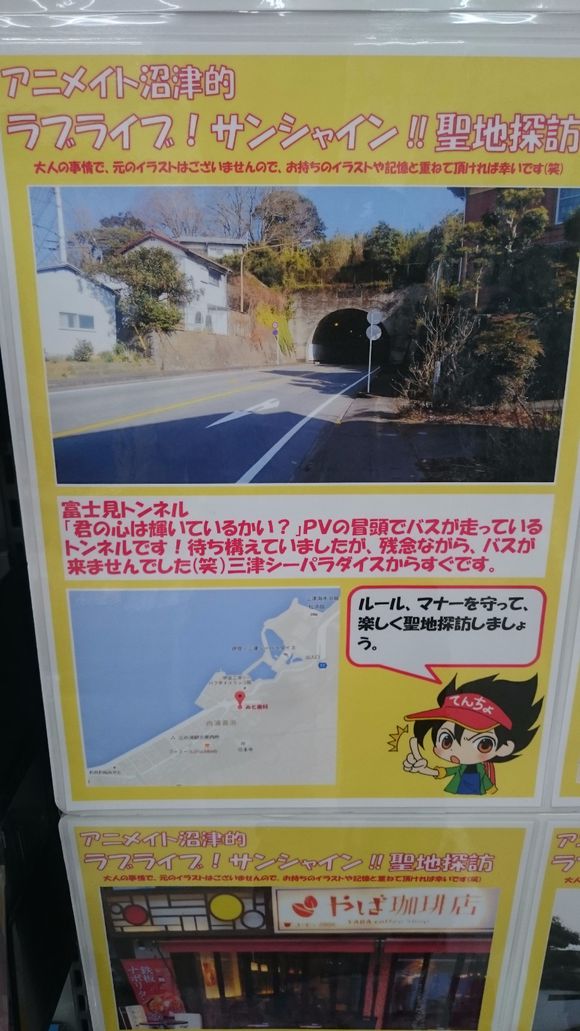 アニメイト沼津的
ラブライブ！サンシャイン!!聖地探訪
大人の事情で、元のイラストはございませんので、お持ちのイラストや記憶と重ねて頂ければ幸いです(笑)
富士見トンネル
「君の心は輝いているかい？」PVの冒頭でバスが走っている
トンネルです！待ち構えていましたが、残念ながら、バスが
来ませんでした(笑)三津シーパラダイスからすぐです。
ルール、マナーを守って、
楽しく聖地探訪しましょ
う。
てんちょ
内浦長浜
アニメイト沼津的
ラブライブ！サンシャイン!!聖地探訪
大人の事情で、元のイラストはございませんので、お持ちのイラストや記憶と重ねて頂ければ幸いです(笑)
やば珈琲店
YABA coffee Shop